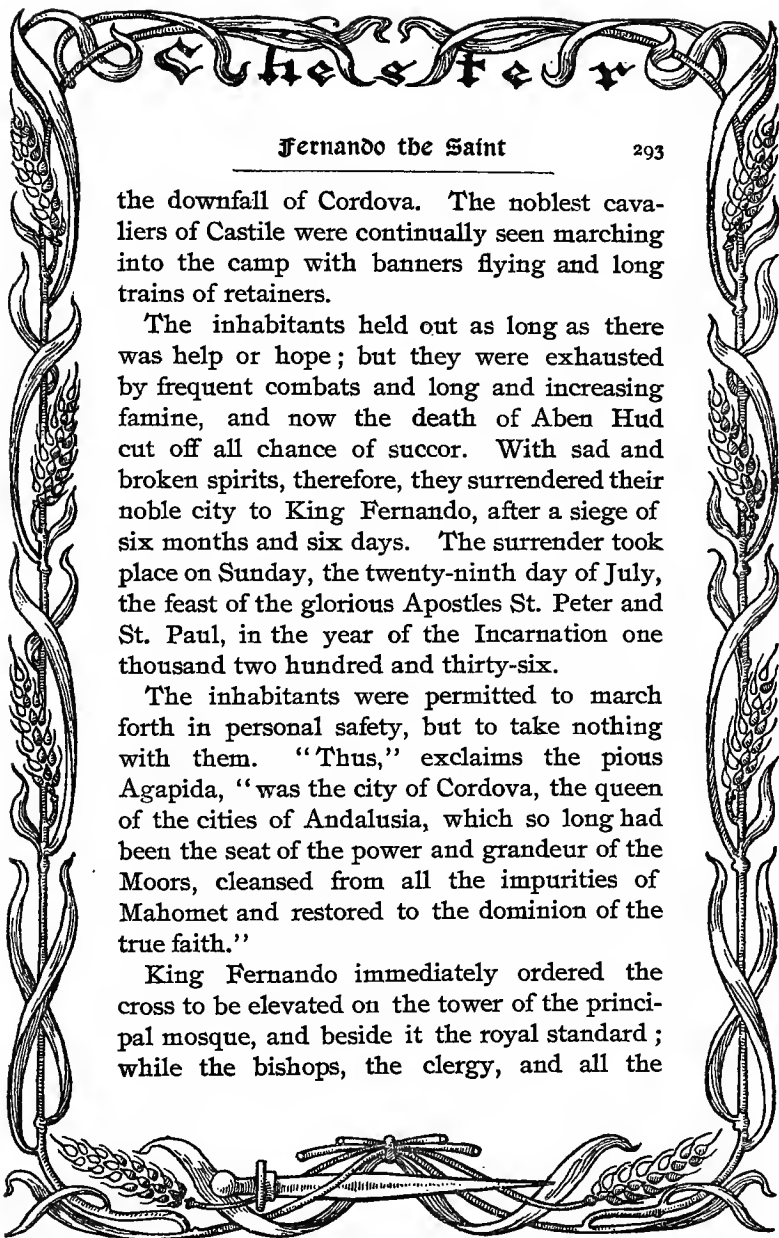 Shester
Fernando the Saint 293
the downfall of Cordova. The noblest cava-
liers of Castile were continually seen marching
into the camp with banners flying and long
trains of retainers.
The inhabitants held out as long as there
was help or hope; but they were exhausted
by frequent combats and long and increasing
famine, and now the death of Aben Hud
cut off all chance of succor. With sad and
broken spirits, therefore, they surrendered their
noble city to King Fernando, after a siege of
six months and six days. The surrender took
place on Sunday, the twenty-ninth day of July,
the feast of the glorious Apostles St. Peter and
St. Paul, in the year of the Incarnation one
thousand two hundred and thirty-six.
The inhabitants were permitted to march
forth in personal safety, but to take nothing
with them. "Thus," exclaims the pious
Agapida, "was the city of Cordova, the queen
of the cities of Andalusia, which so long had
been the seat of the power and grandeur of the
Moors, cleansed from all the impurities of
Mahomet and restored to the dominion of the
true faith."
King Fernando immediately ordered the
cross to be elevated on the tower of the princi-
pal mosque, and beside it the royal standard;
while the bishops, the clergy, and all the